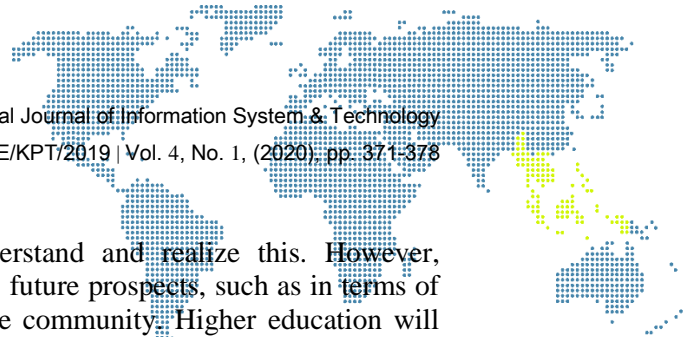 al Journal of Information System & Technology
E/KPT/2019 | Vol. 4, No. 1, (2020), pp. 371-378
erstand and realize this. However,
future prospects, such as in terms of
e community. Higher education will